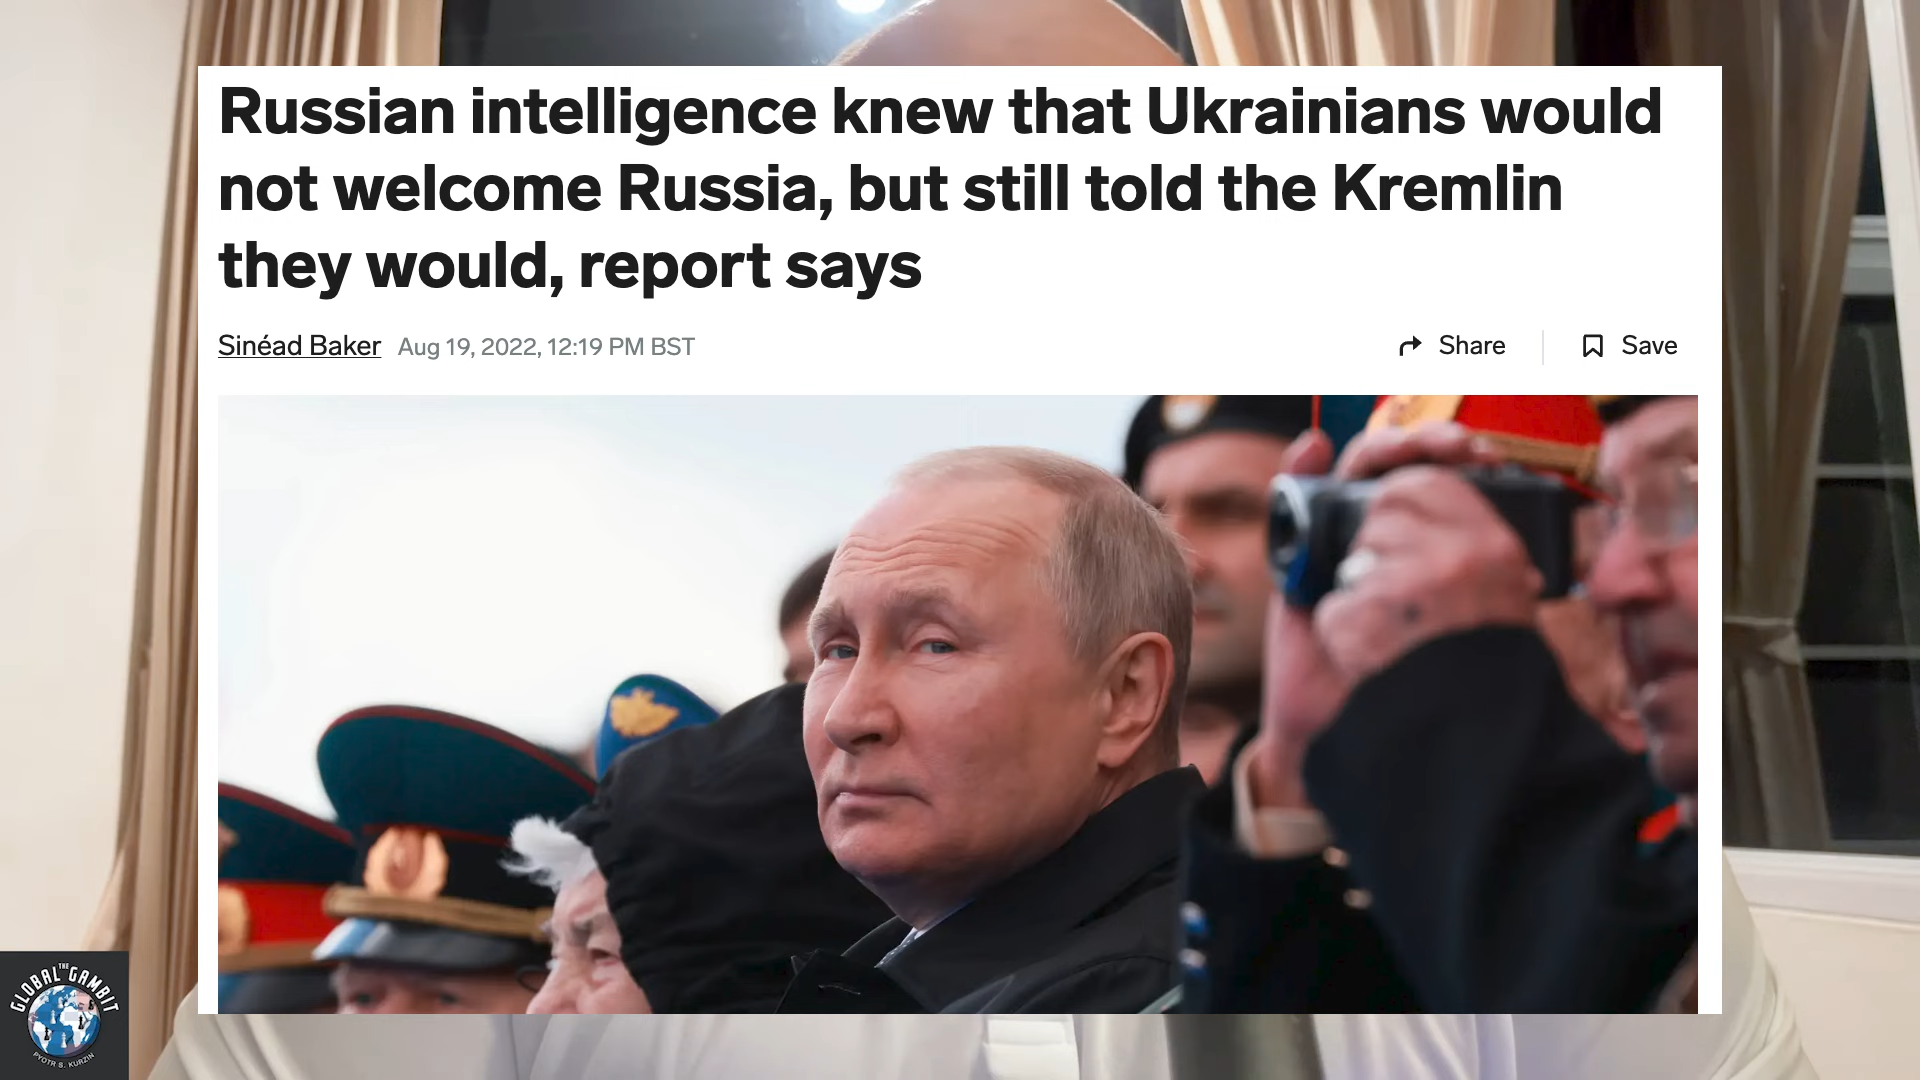 Russian intelligence knew that Ukrainians would
not welcome Russia, but still told the Kremlin
they would, report says
Sinéad Baker Aug 19, 2022, 12:19 PM BST Share Save
THE
GLOBAL GAMBIT
PYOTR S. KURZIN